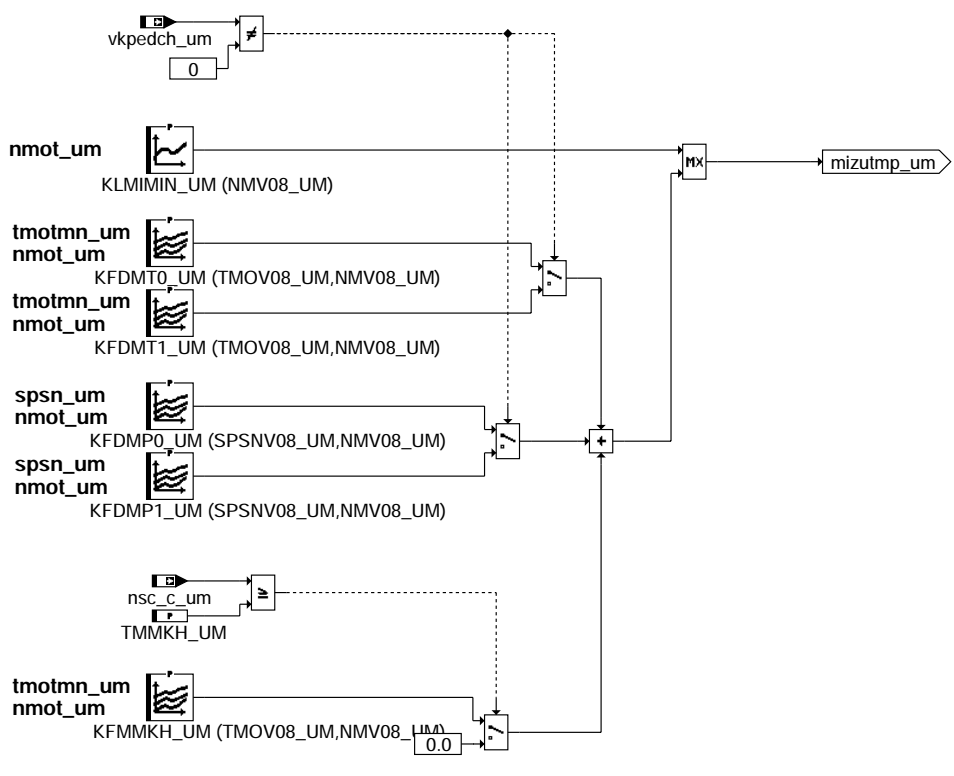 vkpedch_um
≠
0
nmot_um
P
KLMIMIN_UM (NMV08_UM)
MX
mizutmp_um
tmotmn_um
nmot_um
P
KFDMT0_UM (TMOV08_UM,NMV08_UM)
tmotmn_um
nmot_um
P
KFDMT1_UM (TMOV08_UM,NMV08_UM)
spsn_um
nmot_um
P
KFDMP0_UM (SPSNV08_UM,NMV08_UM)
+
spsn_um
nmot_um
P
KFDMP1_UM (SPSNV08_UM,NMV08_UM)
nsc_c_um
≥
P
TMMKH_UM
tmotmn_um
nmot_um
P
KFMMKH_UM (TMOV08_UM,NMV08_UM)
0.0